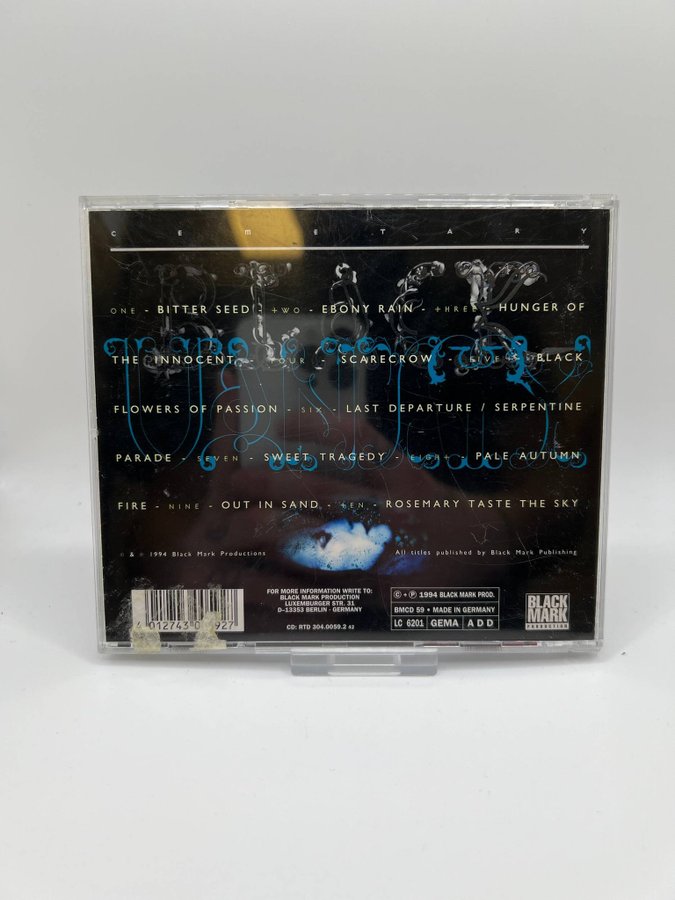 CEMETARY
BLACK
VANITY
ONE - BITTER SEED - TWO - EBONY RAIN - THREE - HUNGER OF
THE INNOCENT, - FOUR - SCARECROW - FIVE - BLACK
FLOWERS OF PASSION - SIX - LAST DEPARTURE / SERPENTINE
PARADE - SEVEN - SWEET TRAGEDY - EIGHT - PALE AUTUMN
FIRE - NINE - OUT IN SAND - TEN - ROSEMARY TASTE THE SKY
© & ℗ 1994 Black Mark Productions
All titles published by Black Mark Publishing
FOR MORE INFORMATION WRITE TO:
BLACK MARK PRODUCTION
LUXEMBURGER STR. 31
D-13353 BERLIN - GERMANY
CD: RTD 304.0059.2 42
© + ℗ 1994 BLACK MARK PROD.
BMCD 59 • MADE IN GERMANY
LC 6201 GEMA ADD
BLACK
MARK
PRODUCTION